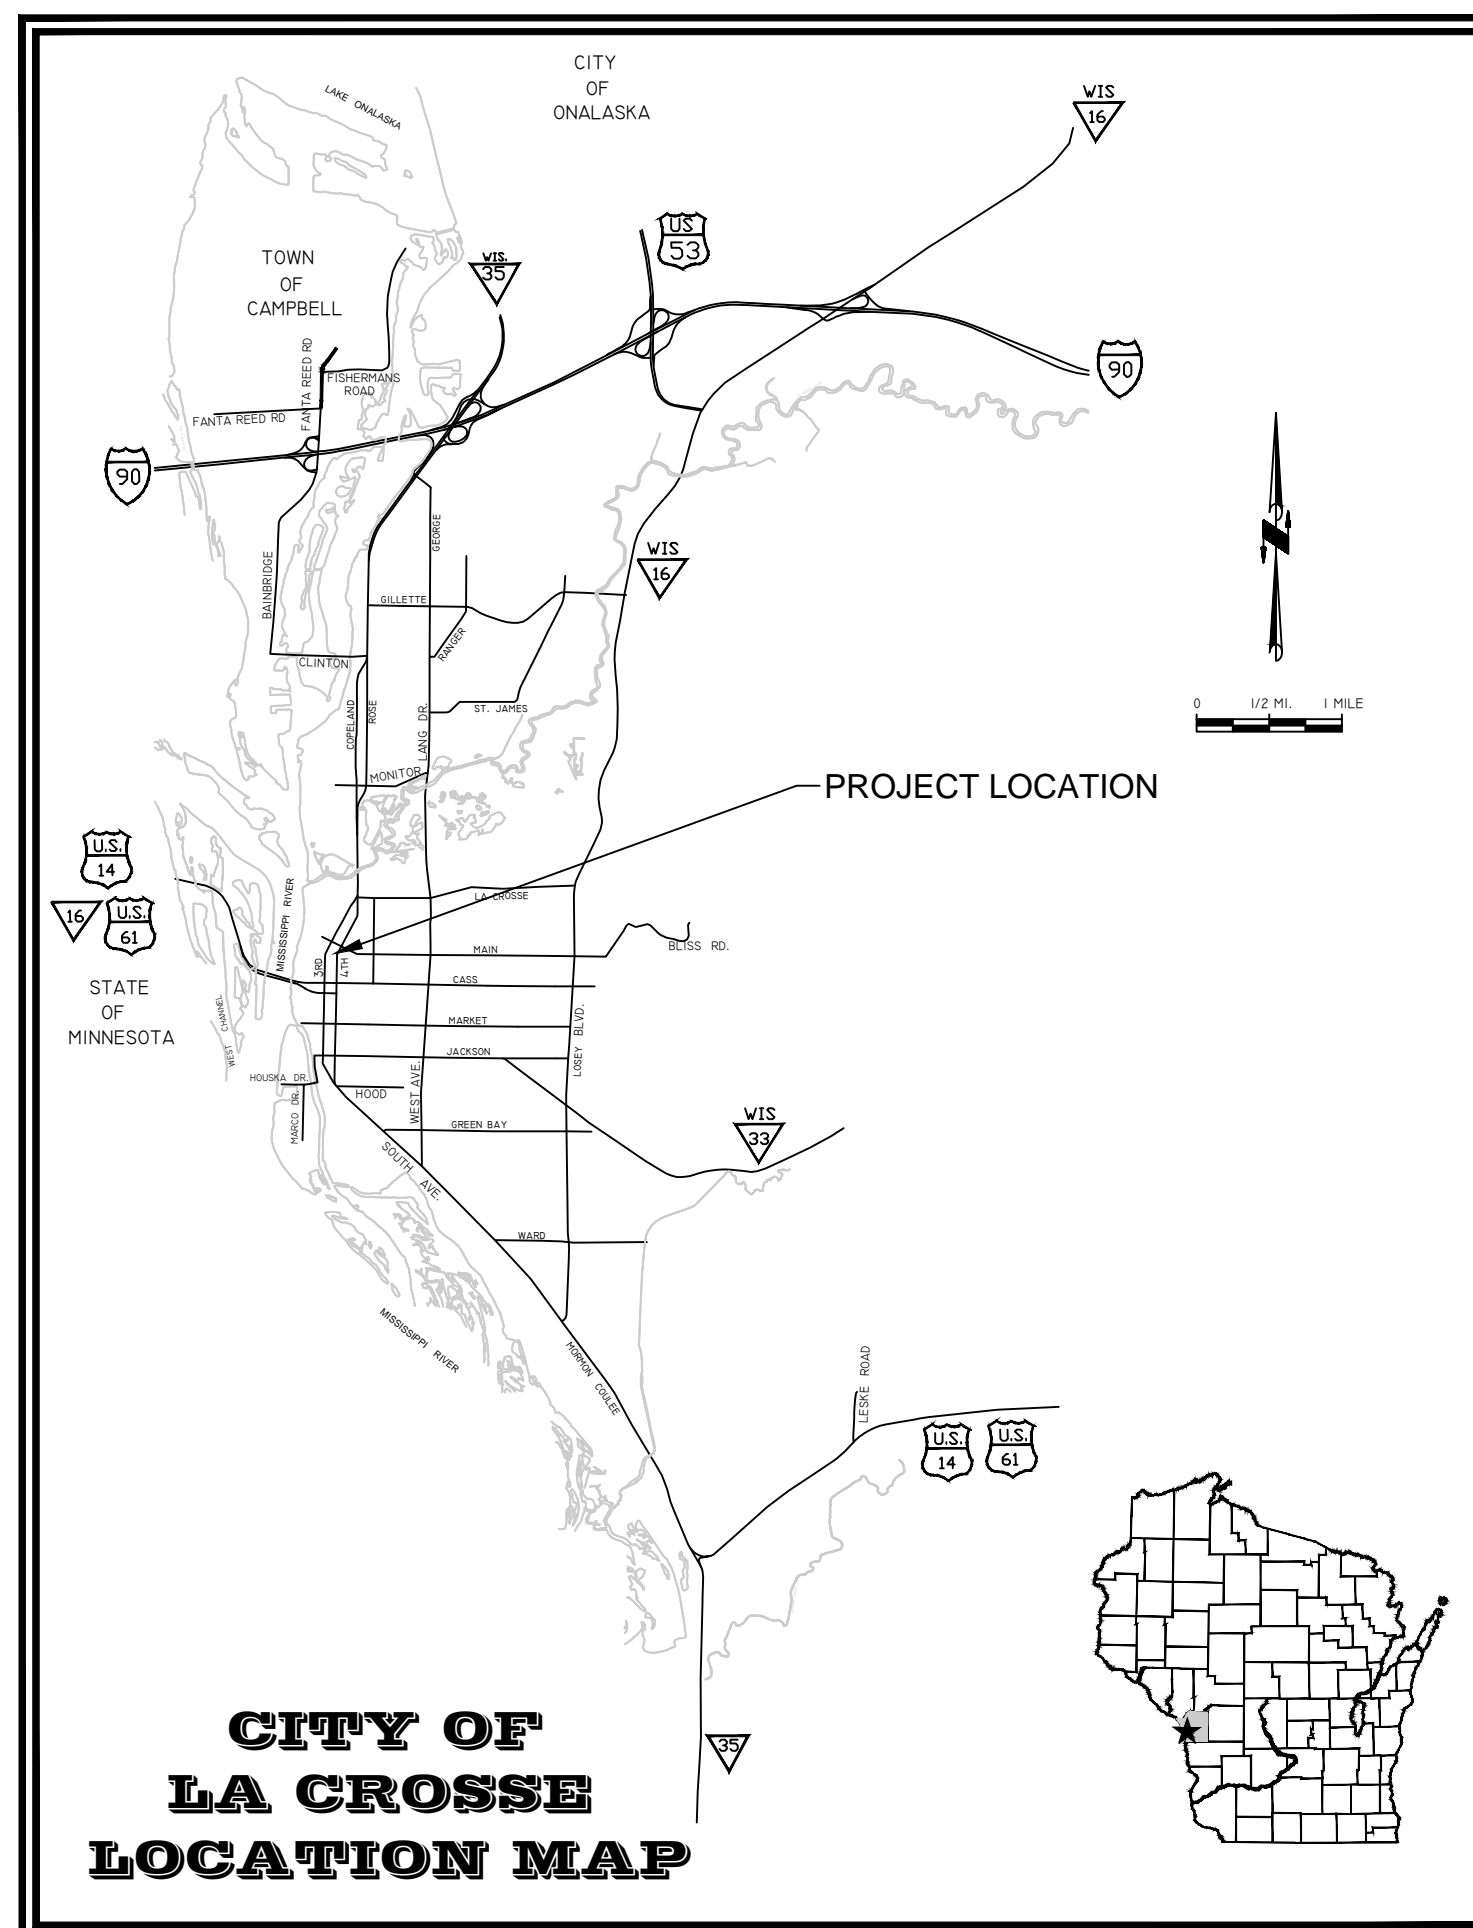 CITY
OF
ONALASKA
LAKE ONALASKA
WIS
16
US
53
TOWN
OF
CAMPBELL
WIS.
35
FANTA REED RD
FISHERMANS
ROAD
FANTA REED RD
90
90
GEORGE
WIS
16
BAINBRIDGE
GILLETTE
RANGER
CLINTON
COPELAND
ROSE
LANG DR.
ST. JAMES
0 1/2 MI. 1 MILE
MONITOR
PROJECT LOCATION
U.S.
14
16
U.S.
61
STATE
OF
MINNESOTA
MISSISSIPPI RIVER
LA CROSSE
MAIN
BLISS RD.
3RD
4TH
CASS
WEST CHANNEL
MARKET
LOSEY BLVD.
JACKSON
HOUSKA DR.
MARCO DR.
HOOD
WEST AVE.
GREEN BAY
WIS
33
SOUTH AVE.
WARD
MISSISSIPPI RIVER
MORMON COULEE
LESKE ROAD
U.S.
14
U.S.
61
35
CITY OF
LA CROSSE
LOCATION MAP